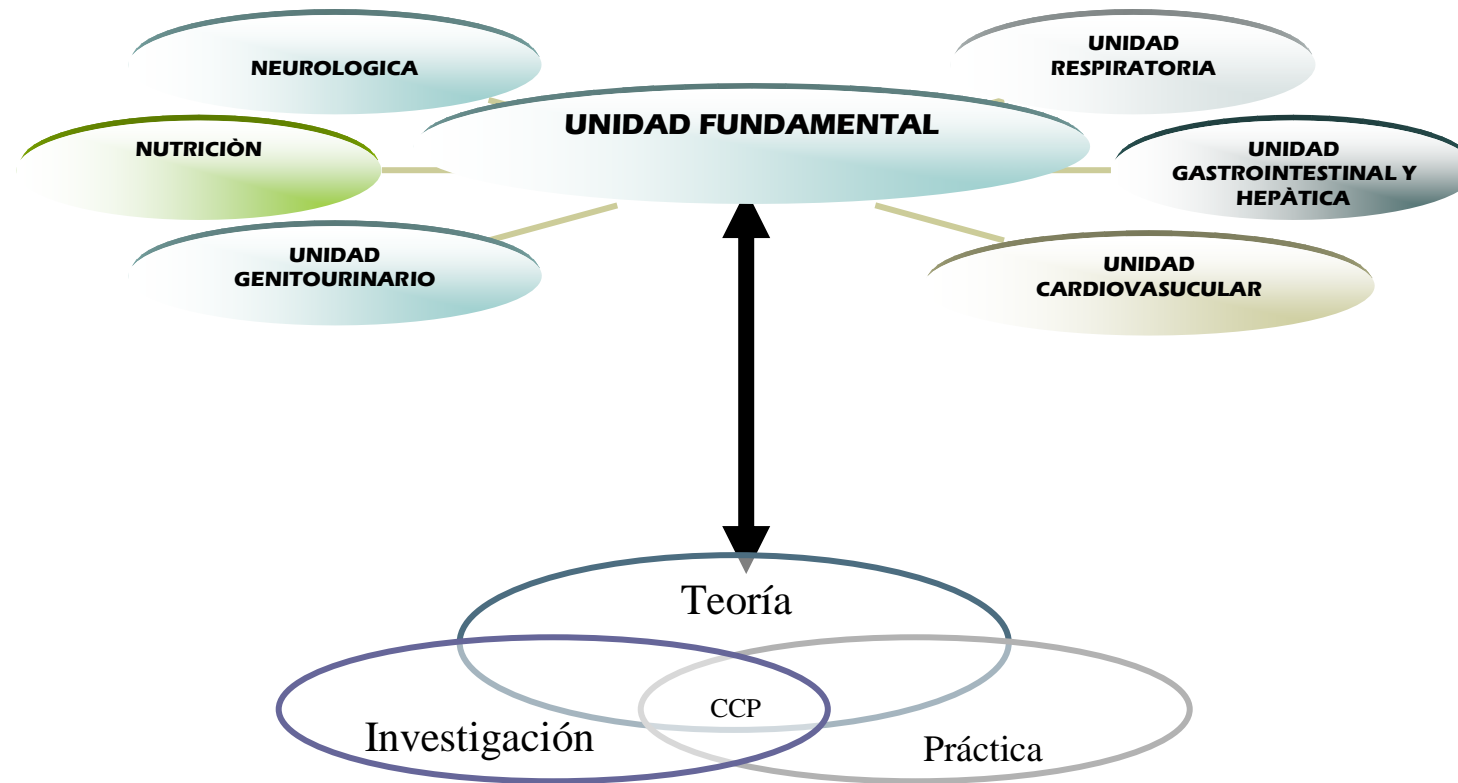 NEUROLOGICA
UNIDAD
RESPIRATORIA
UNIDAD FUNDAMENTAL
NUTRICIÒN
UNIDAD
GASTROINTESTINAL Y
HEPÀTICA
UNIDAD
GENITOURINARIO
UNIDAD
CARDIOVASUCULAR
Teoría
CCP
Investigación
Práctica